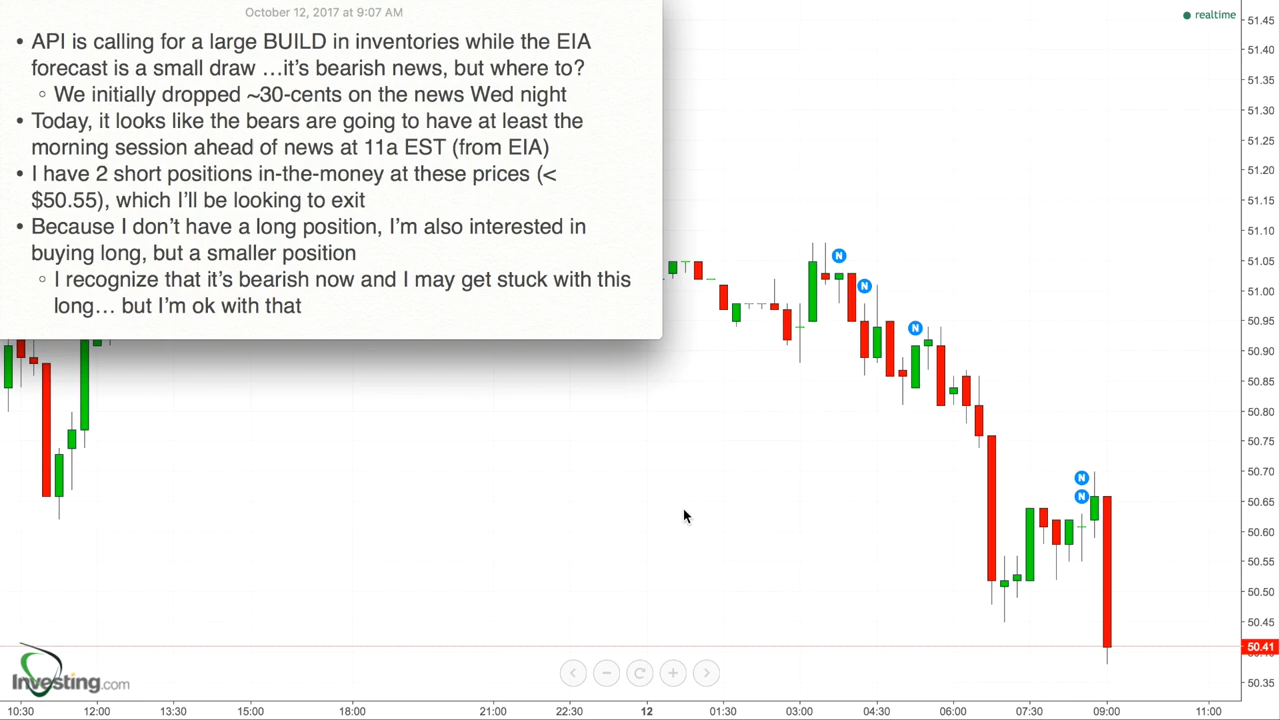 October 12, 2017 at 9:07 AM
• API is calling for a large BUILD in inventories while the EIA
forecast is a small draw …it’s bearish news, but where to?
◦ We initially dropped ~30-cents on the news Wed night
• Today, it looks like the bears are going to have at least the
morning session ahead of news at 11a EST (from EIA)
• I have 2 short positions in-the-money at these prices (<
$50.55), which I’ll be looking to exit
• Because I don’t have a long position, I’m also interested in
buying long, but a smaller position
◦ I recognize that it’s bearish now and I may get stuck with this
long… but I’m ok with that
realtime
51.45
51.40
51.35
51.30
51.25
51.20
51.15
51.10
51.05
51.00
50.95
50.90
50.85
50.80
50.75
50.70
50.65
50.60
50.55
50.50
50.45
50.41
50.35
N
N
N
N
N
Investing.com
10:30 12:00 13:30 15:00 18:00 21:00 22:30 12 01:30 03:00 04:30 06:00 07:30 09:00 11:00